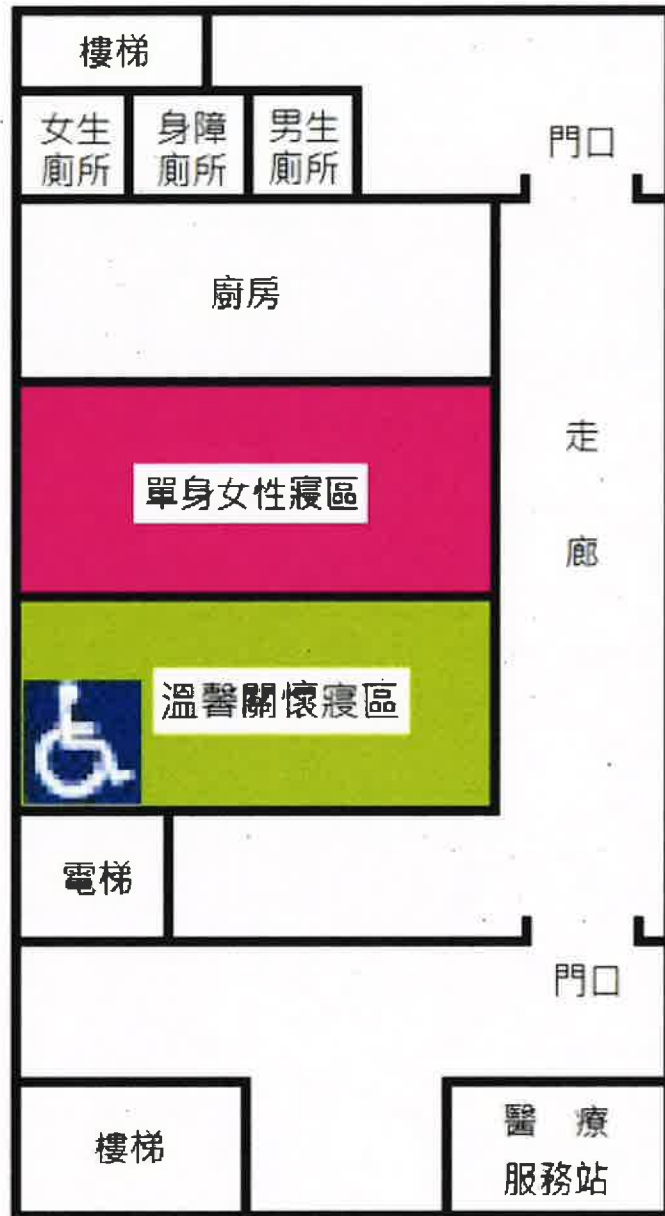 樓梯
女生
廁所
身障
廁所
男生
廁所
門口
廚房
走
廊
單身女性寢區
溫馨關懷寢區
電梯
門口
樓梯
醫 療
服務站